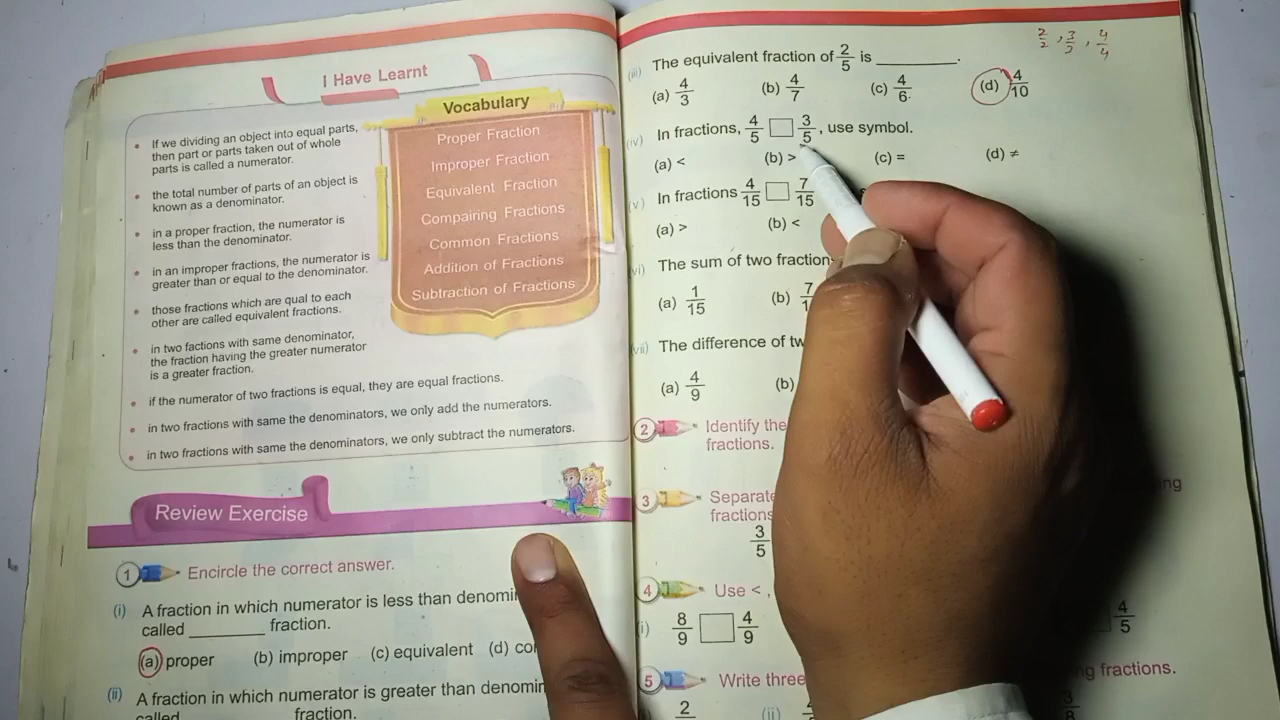 I Have Learnt
Vocabulary
Proper Fraction
Improper Fraction
Equivalent Fraction
Compairing Fractions
Common Fractions
Addition of Fractions
Subtraction of Fractions
• If we dividing an object into equal parts,
then part or parts taken out of whole
parts is called a numerator.
• the total number of parts of an object is
known as a denominator.
• in a proper fraction, the numerator is
less than the denominator.
• in an improper fractions, the numerator is
greater than or equal to the denominator.
• those fractions which are qual to each
other are called equivalent fractions.
• in two factions with same denominator,
the fraction having the greater numerator
is a greater fraction.
• if the numerator of two fractions is equal, they are equal fractions.
• in two fractions with same the denominators, we only add the numerators.
• in two fractions with same the denominators, we only subtract the numerators.
Review Exercise
1 Encircle the correct answer.
(i) A fraction in which numerator is less than
called ________ fraction.
(a) proper (b) improper (c) equivalent (d)
(ii) A fraction in which numerator is greater than
called ________ fraction.
2/2, 3/2, 4/4
(iii) The equivalent fraction of 2/5 is ________.
(a) 4/3 (b) 4/7 (c) 4/6 (d) 4/10
(iv) In fractions, 4/5 □ 3/5, use symbol.
(a) < (b) > (c) = (d) ≠
(v) In fractions 4/15 □ 7/15
(a) > (b) <
(vi) The sum of two
(a) 1/15 (b)
(vii) The difference of
(a) 4/9 (b)
2 Identify the
fractions.
3 Separate
fractions
3/5
4 Use < ,
(i) 8/9 □ 4/9 4/5
5 Write three fractions.
2 (ii) 3/8